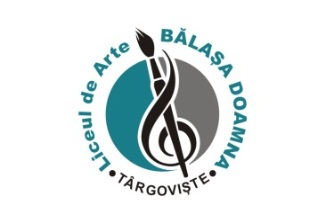 Liceul de Arte
BĂLAȘA DOAMNA
• TÂRGOVIȘTE •